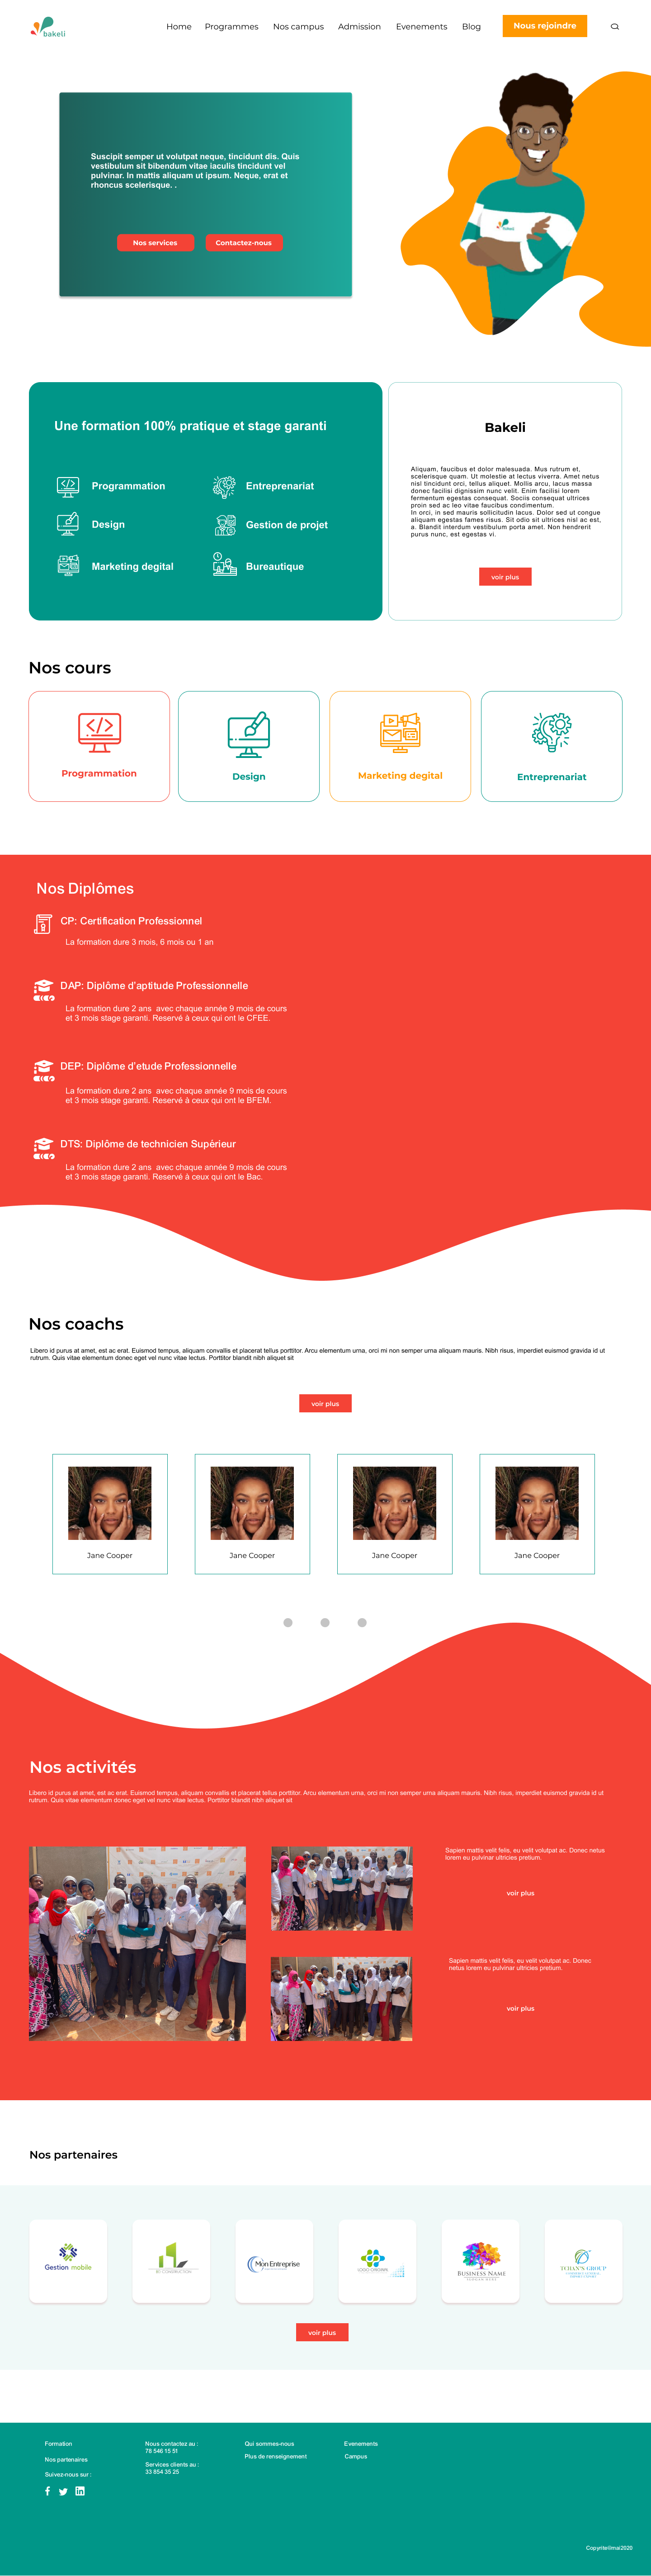 bakeli
Home
Programmes
Nos campus
Admission
Evenements
Blog
Nous rejoindre
Suscipit semper ut volutpat neque, tincidunt dis. Quis
vestibulum sit bibendum vitae iaculis tincidunt vel
pulvinar. In mattis aliquam ut ipsum. Neque, erat et
rhoncus scelerisque. .
Nos services
Contactez-nous
bakeli
Une formation 100% pratique et stage garanti
Programmation
Entreprenariat
Design
Gestion de projet
Marketing degital
Bureautique
Bakeli
Aliquam, faucibus et dolor malesuada. Mus rutrum et,
scelerisque quam. Ut molestie at lectus viverra. Amet netus
nisl tincidunt orci, tellus aliquet. Mollis arcu, lacus massa
donec facilisi dignissim nunc velit. Enim facilisi lorem
fermentum egestas consequat. Sociis consequat ultrices
proin sed ac leo vitae faucibus condimentum.
In orci, in sed mauris sollicitudin lacus. Dolor sed ut congue
aliquam egestas fames risus. Sit odio sit ultrices nisl ac est,
a. Blandit interdum vestibulum porta amet. Non hendrerit
purus nunc, est egestas vi.
voir plus
Nos cours
Programmation
Design
Marketing degital
Entreprenariat
Nos Diplômes
CP: Certification Professionnel
La formation dure 3 mois, 6 mois ou 1 an
DAP: Diplôme d'aptitude Professionnelle
La formation dure 2 ans avec chaque année 9 mois de cours
et 3 mois stage garanti. Reservé à ceux qui ont le CFEE.
DEP: Diplôme d'etude Professionnelle
La formation dure 2 ans avec chaque année 9 mois de cours
et 3 mois stage garanti. Reservé à ceux qui ont le BFEM.
DTS: Diplôme de technicien Supérieur
La formation dure 2 ans avec chaque année 9 mois de cours
et 3 mois stage garanti. Reservé à ceux qui ont le Bac.
Nos coachs
Libero id purus at amet, est ac erat. Euismod tempus, aliquam convallis et placerat tellus porttitor. Arcu elementum urna, orci mi non semper urna aliquam mauris. Nibh risus, imperdiet euismod gravida id ut
rutrum. Quis vitae elementum donec eget vel nunc vitae lectus. Porttitor blandit nibh aliquet sit
voir plus
Jane Cooper
Jane Cooper
Jane Cooper
Jane Cooper
Nos activités
Libero id purus at amet, est ac erat. Euismod tempus, aliquam convallis et placerat tellus porttitor. Arcu elementum urna, orci mi non semper urna aliquam mauris. Nibh risus, imperdiet euismod gravida id ut
rutrum. Quis vitae elementum donec eget vel nunc vitae lectus. Porttitor blandit nibh aliquet sit
Sapien mattis velit felis, eu velit volutpat ac. Donec netus
lorem eu pulvinar ultricies pretium.
voir plus
Sapien mattis velit felis, eu velit volutpat ac. Donec
netus lorem eu pulvinar ultricies pretium.
voir plus
Nos partenaires
Gestion mobile
Mon Entreprise
BUSINESS NAME
SLOGAN HERE
voir plus
Formation
Nos partenaires
Suivez-nous sur :
Nous contactez au :
78 546 15 51
Services clients au :
33 854 35 25
Qui sommes-nous
Plus de renseignement
Evenements
Campus
Copyritellmai2020